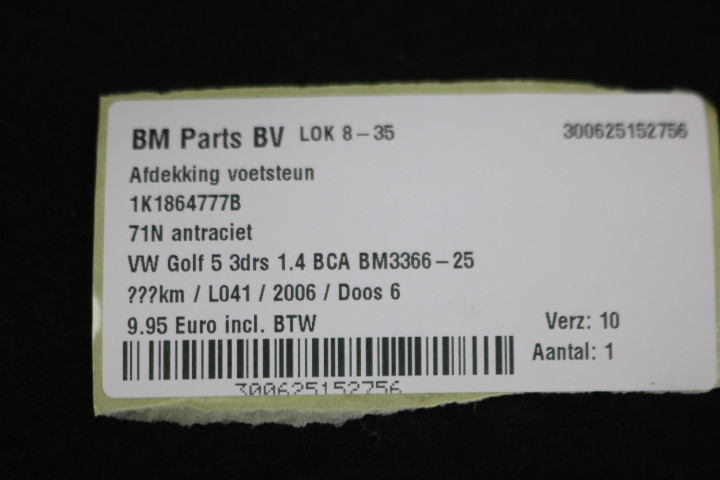 BM Parts BV LOK 8-35 300625152756
Afdekking voetsteun
1K1864777B
71N antraciet
VW Golf 5 3drs 1.4 BCA BM3366-25
???km / L041 / 2006 / Doos 6
9.95 Euro incl. BTW Verz: 10
Aantal: 1
300625152756